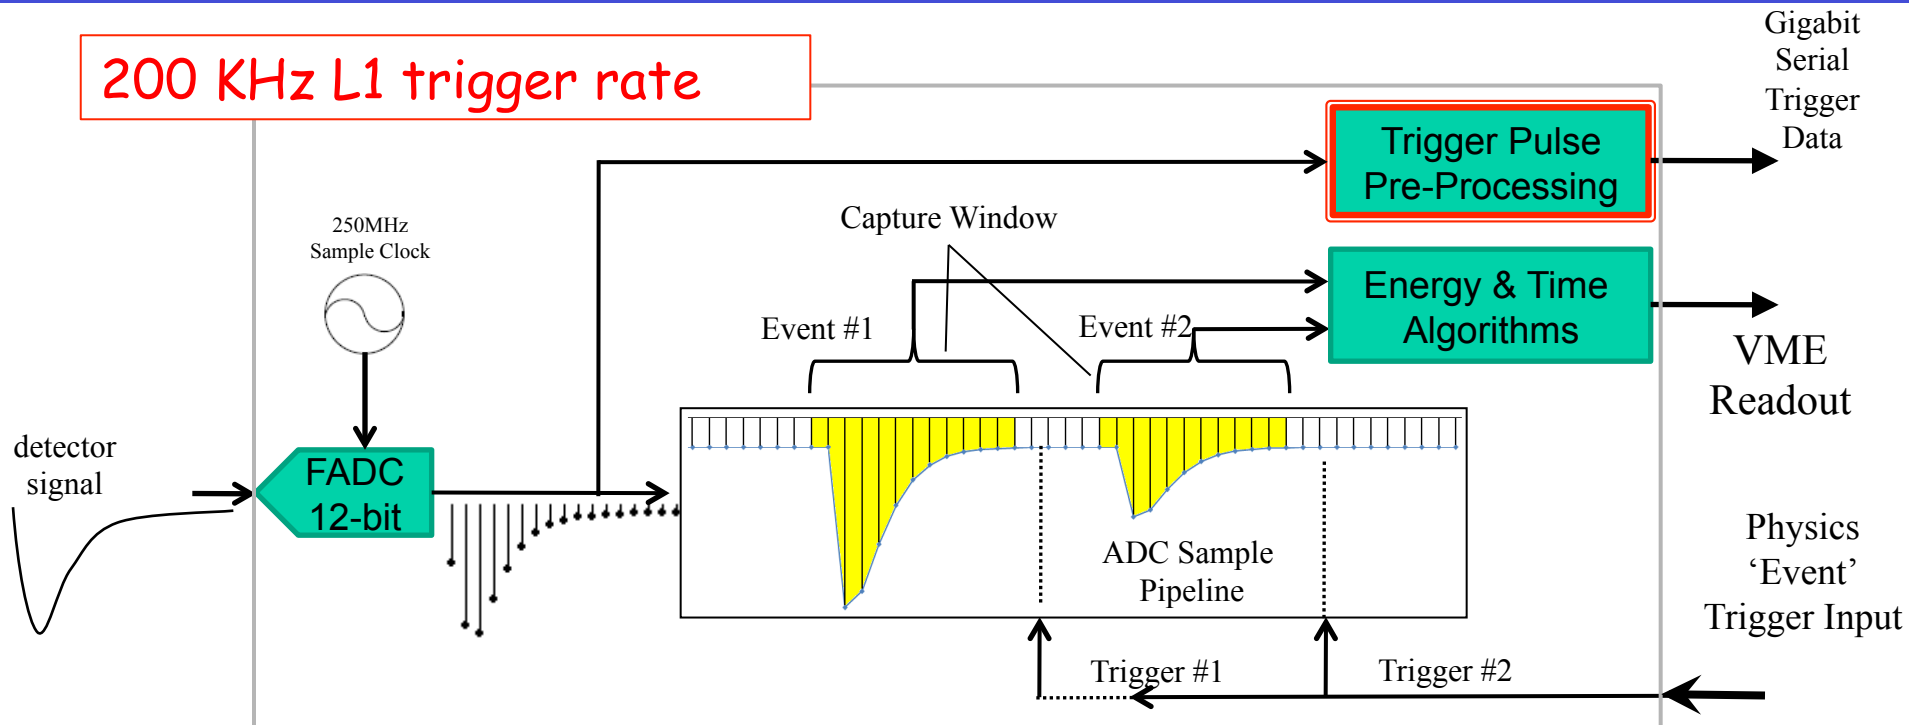 200 KHz L1 trigger rate
Gigabit
Serial
Trigger
Data
Trigger Pulse
Pre-Processing
Capture Window
250MHz
Sample Clock
Energy & Time
Algorithms
Event #1
Event #2
VME
Readout
detector
signal
FADC
12-bit
ADC Sample
Pipeline
Physics
‘Event’
Trigger Input
Trigger #1
Trigger #2